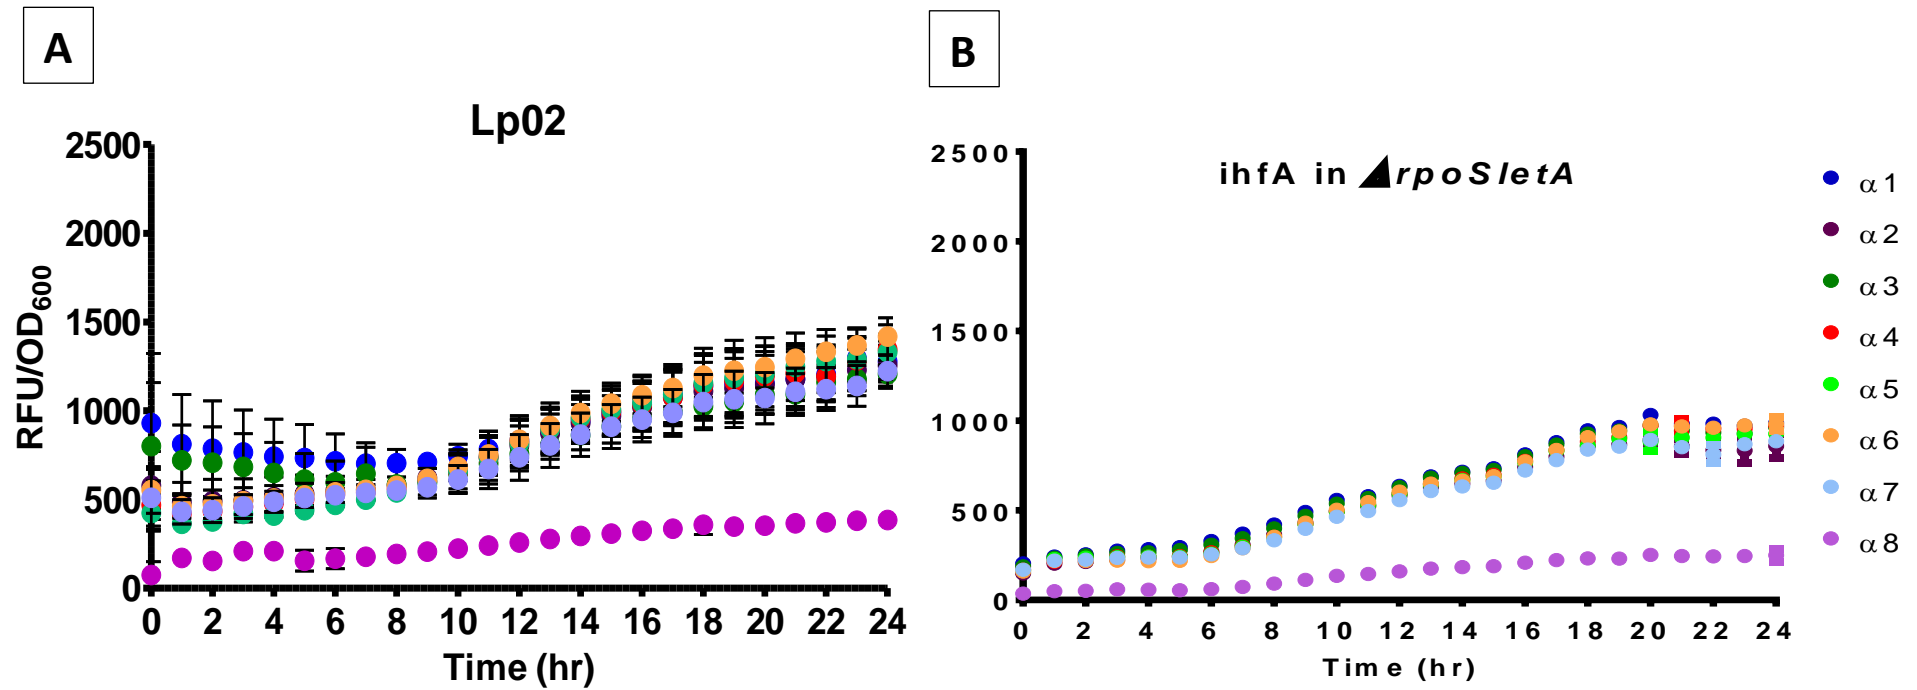 A
Lp02
2500
2000
1500
1000
500
0
RFU/OD600
0 2 4 6 8 10 12 14 16 18 20 22 24
Time (hr)
B
ihfA in ◢rpoSletA
2500
2000
1500
1000
500
0
0 2 4 6 8 10 12 14 16 18 20 22 24
Time (hr)
α1
α2
α3
α4
α5
α6
α7
α8